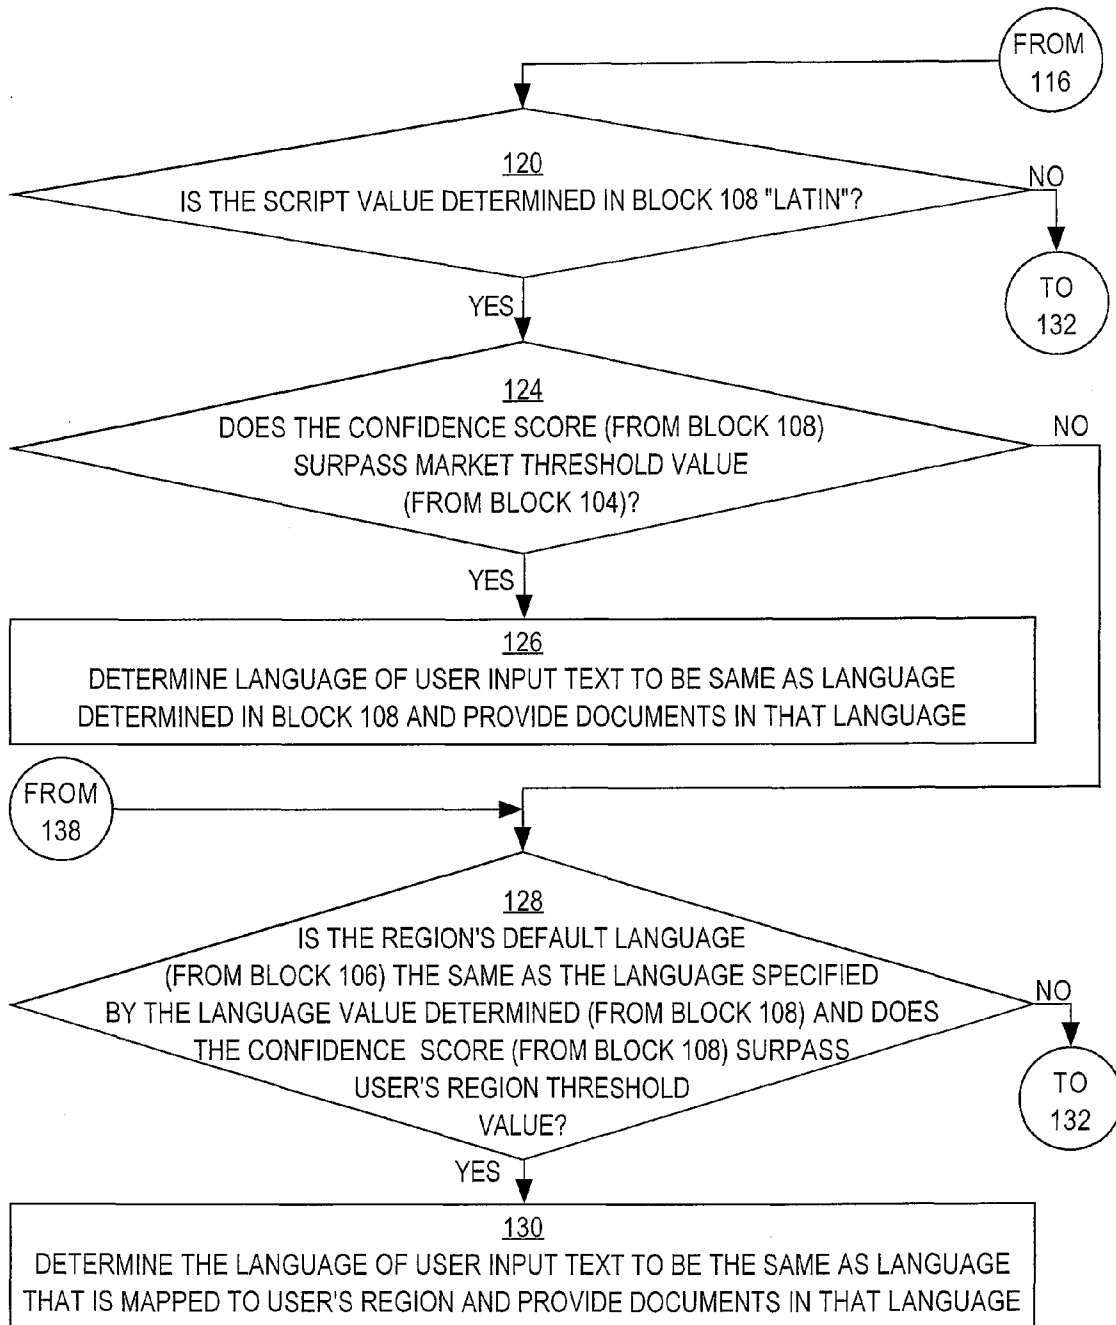 FROM
116
120
IS THE SCRIPT VALUE DETERMINED IN BLOCK 108 "LATIN"?
NO
TO
132
YES
124
DOES THE CONFIDENCE SCORE (FROM BLOCK 108)
SURPASS MARKET THRESHOLD VALUE
(FROM BLOCK 104)?
NO
YES
126
DETERMINE LANGUAGE OF USER INPUT TEXT TO BE SAME AS LANGUAGE
DETERMINED IN BLOCK 108 AND PROVIDE DOCUMENTS IN THAT LANGUAGE
FROM
138
128
IS THE REGION'S DEFAULT LANGUAGE
(FROM BLOCK 106) THE SAME AS THE LANGUAGE SPECIFIED
BY THE LANGUAGE VALUE DETERMINED (FROM BLOCK 108) AND DOES
THE CONFIDENCE SCORE (FROM BLOCK 108) SURPASS
USER'S REGION THRESHOLD
VALUE?
NO
TO
132
YES
130
DETERMINE THE LANGUAGE OF USER INPUT TEXT TO BE THE SAME AS LANGUAGE
THAT IS MAPPED TO USER'S REGION AND PROVIDE DOCUMENTS IN THAT LANGUAGE